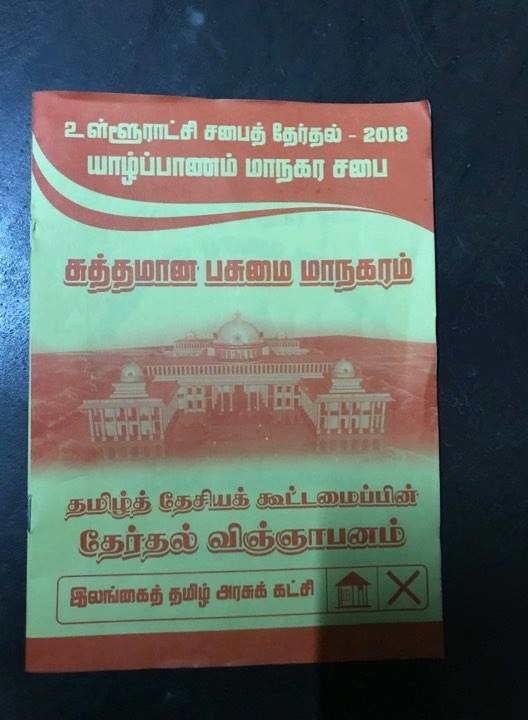 உள்ளூராட்சி சபைத் தேர்தல் - 2018
யாழ்ப்பாணம் மாநகர சபை
சுத்தமான பசுமை மாநகரம்
தமிழ்த் தேசியக் கூட்டமைப்பின்
தேர்தல் விஞ்ஞாபனம்
இலங்கைத் தமிழ் அரசுக் கட்சி